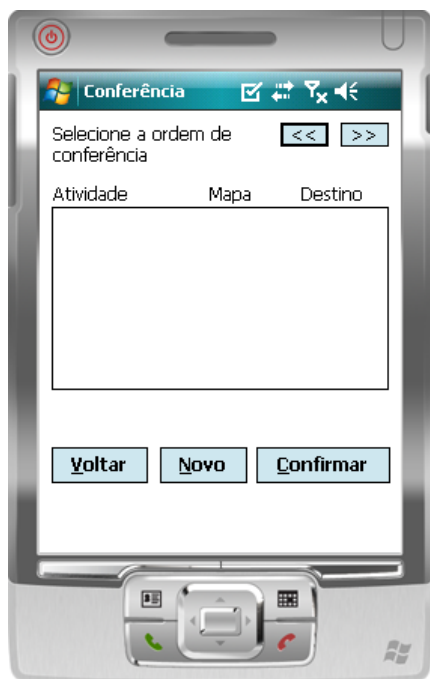 Conferência
Selecione a ordem de
conferência
<< >>
Atividade Mapa Destino
Voltar Novo Confirmar